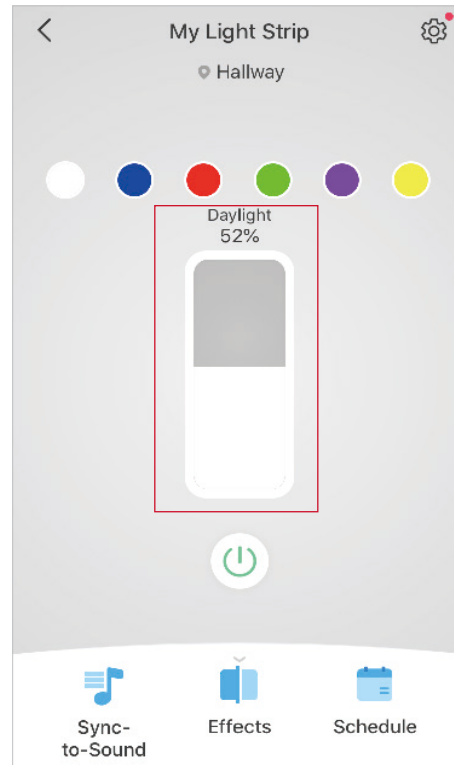 My Light Strip
Hallway
Daylight
52%
Sync-
to-Sound
Effects
Schedule